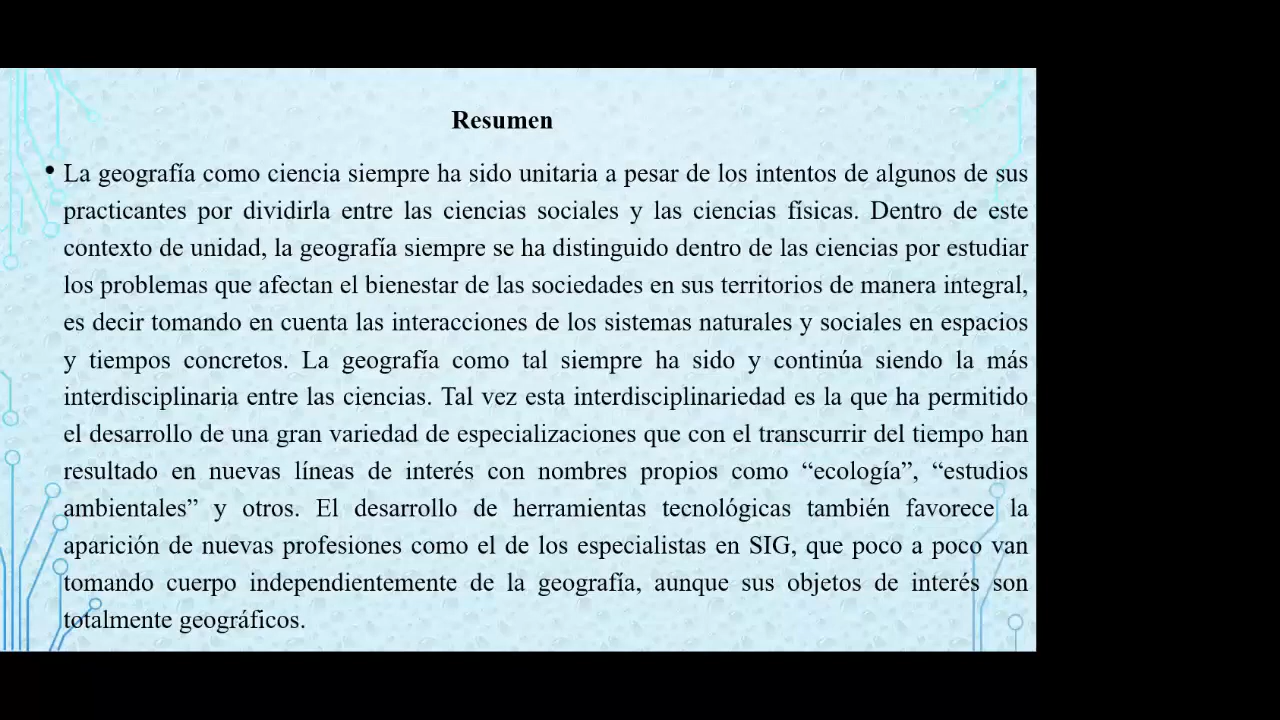 Resumen
• La geografía como ciencia siempre ha sido unitaria a pesar de los intentos de algunos de sus
practicantes por dividirla entre las ciencias sociales y las ciencias físicas. Dentro de este
contexto de unidad, la geografía siempre se ha distinguido dentro de las ciencias por estudiar
los problemas que afectan el bienestar de las sociedades en sus territorios de manera integral,
es decir tomando en cuenta las interacciones de los sistemas naturales y sociales en espacios
y tiempos concretos. La geografía como tal siempre ha sido y continúa siendo la más
interdisciplinaria entre las ciencias. Tal vez esta interdisciplinariedad es la que ha permitido
el desarrollo de una gran variedad de especializaciones que con el transcurrir del tiempo han
resultado en nuevas líneas de interés con nombres propios como “ecología”, “estudios
ambientales” y otros. El desarrollo de herramientas tecnológicas también favorece la
aparición de nuevas profesiones como el de los especialistas en SIG, que poco a poco van
tomando cuerpo independientemente de la geografía, aunque sus objetos de interés son
totalmente geográficos.